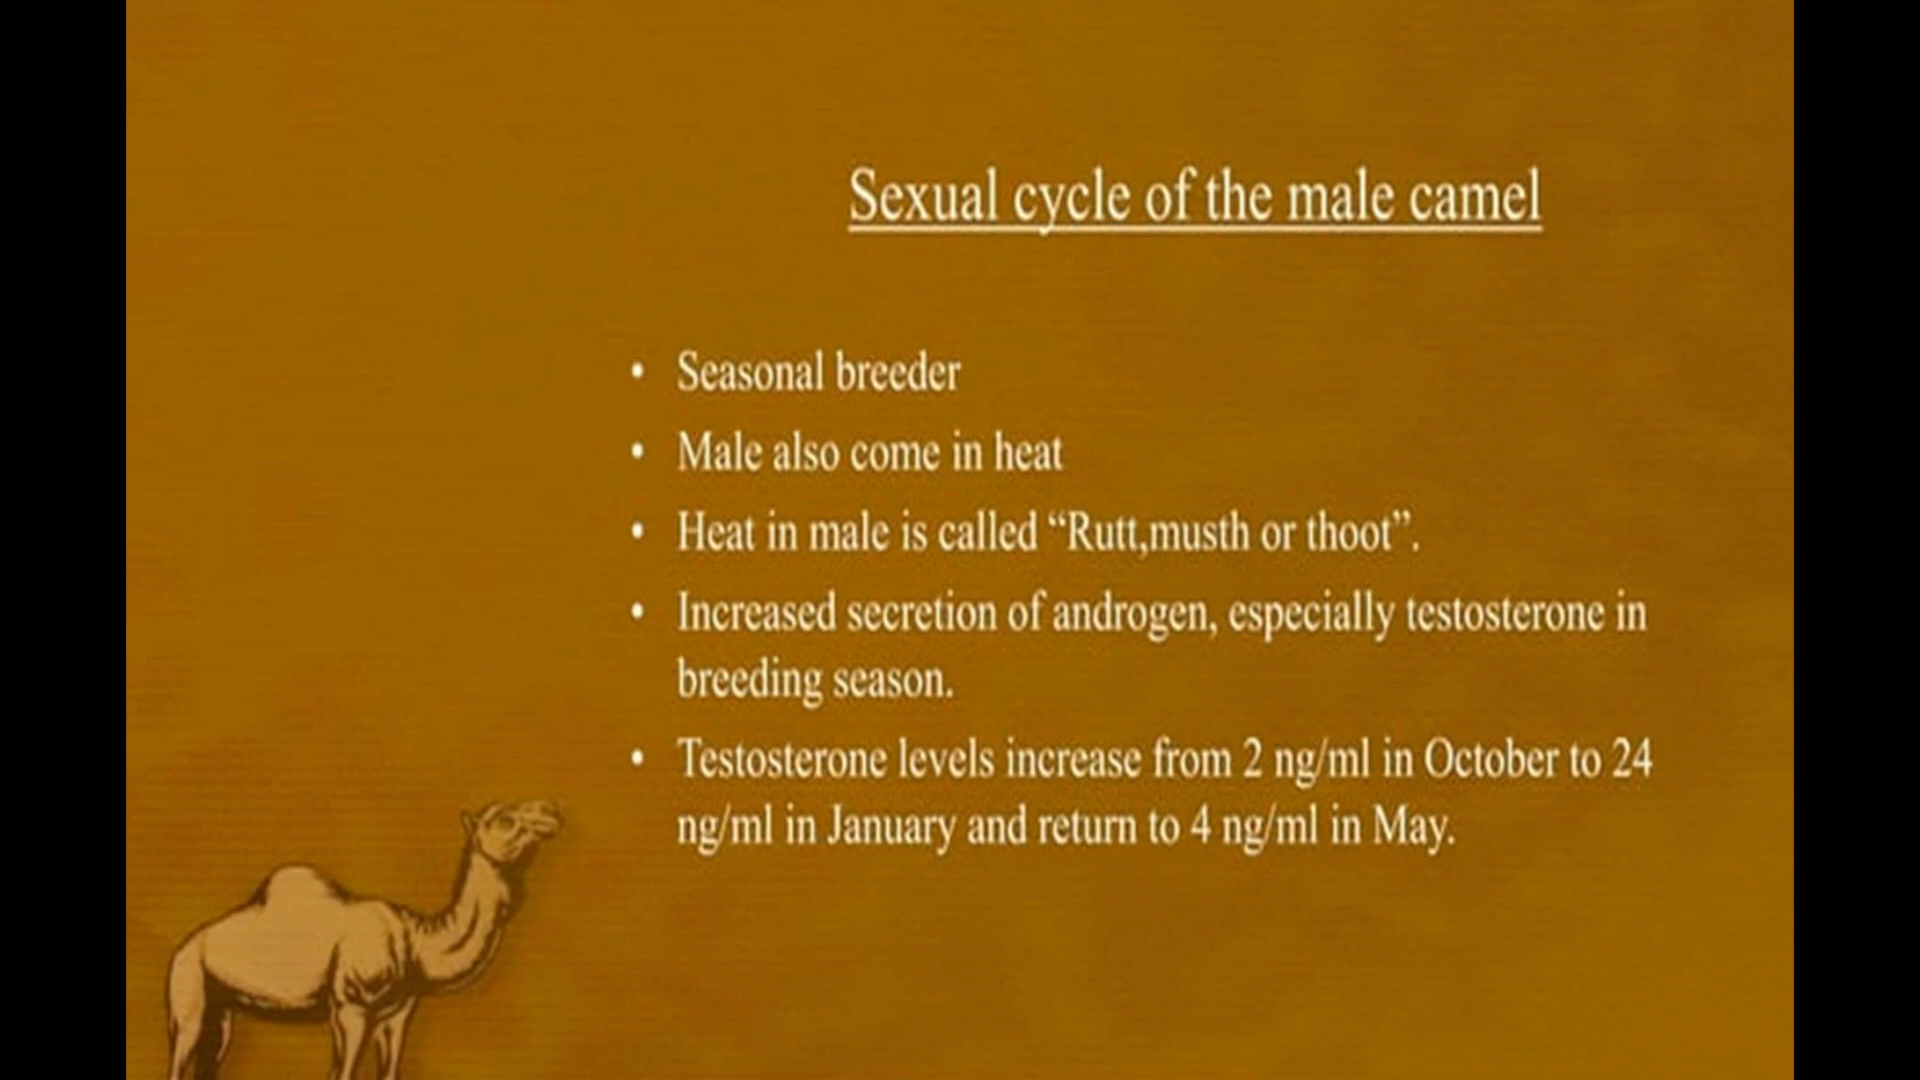 Sexual cycle of the male camel
• Seasonal breeder
• Male also come in heat
• Heat in male is called “Rutt,musth or thoot”.
• Increased secretion of androgen, especially testosterone in
breeding season.
• Testosterone levels increase from 2 ng/ml in October to 24
ng/ml in January and return to 4 ng/ml in May.